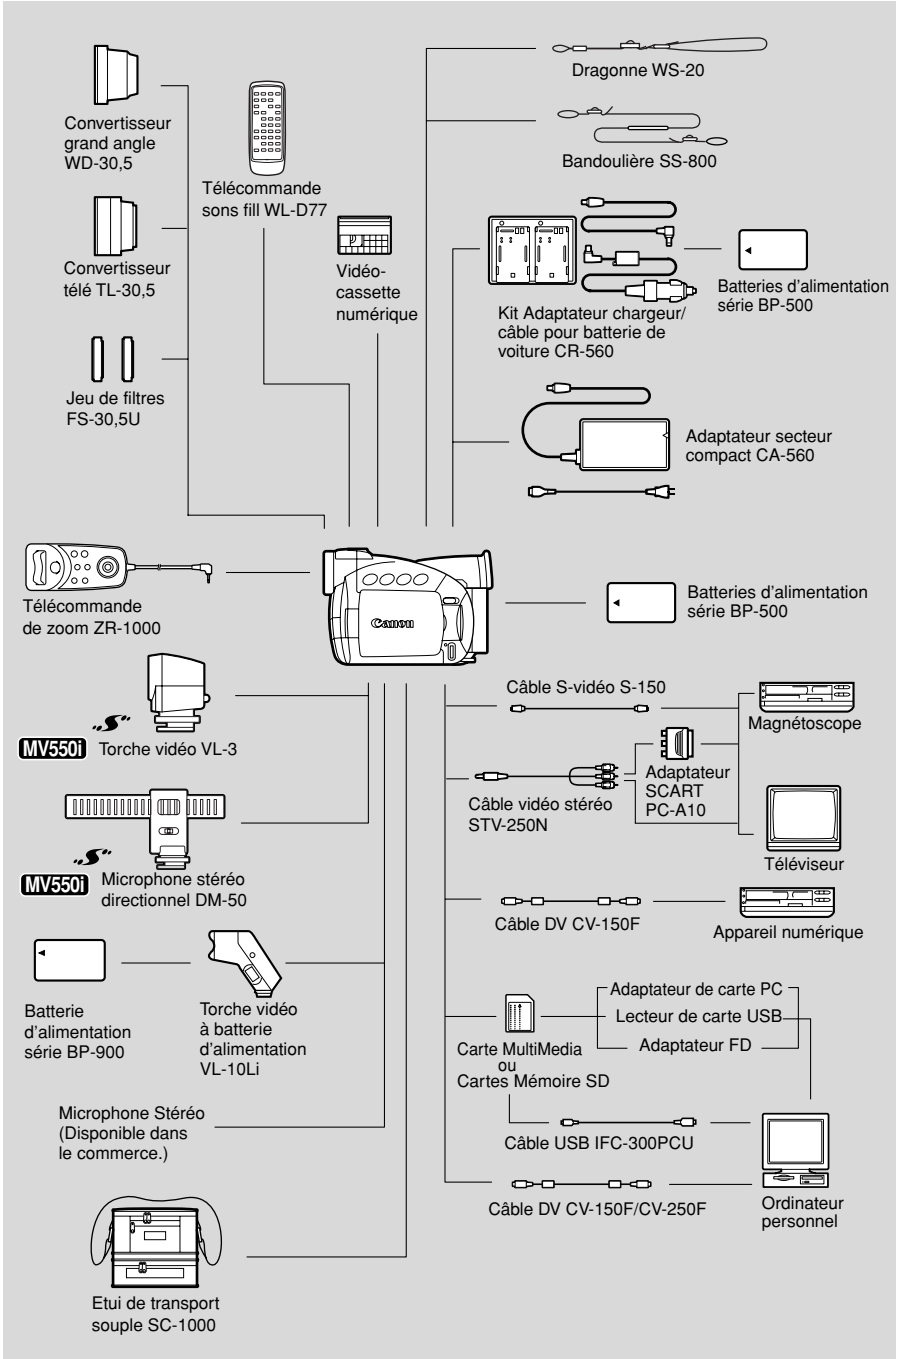 Dragonne WS-20
Convertisseur
grand angle
WD-30,5
Bandoulière SS-800
Télécommande
sons fill WL-D77
Convertisseur
télé TL-30,5
Vidéo-
cassette
numérique
Batteries d’alimentation
série BP-500
Kit Adaptateur chargeur/
câble pour batterie de
voiture CR-560
Jeu de filtres
FS-30,5U
Adaptateur secteur
compact CA-560
Télécommande
de zoom ZR-1000
Canon
Batteries d’alimentation
série BP-500
Câble S-vidéo S-150
Magnétoscope
MV550i
Torche vidéo VL-3
Adaptateur
SCART
PC-A10
Câble vidéo stéréo
STV-250N
Téléviseur
MV550i
Microphone stéréo
directionnel DM-50
Câble DV CV-150F
Appareil numérique
Batterie
d’alimentation
série BP-900
Torche vidéo
à batterie
d’alimentation
VL-10Li
Adaptateur de carte PC
Lecteur de carte USB
Adaptateur FD
Carte MultiMedia
ou
Cartes Mémoire SD
Microphone Stéréo
(Disponible dans
le commerce.)
Câble USB IFC-300PCU
Câble DV CV-150F/CV-250F
Ordinateur
personnel
Etui de transport
souple SC-1000